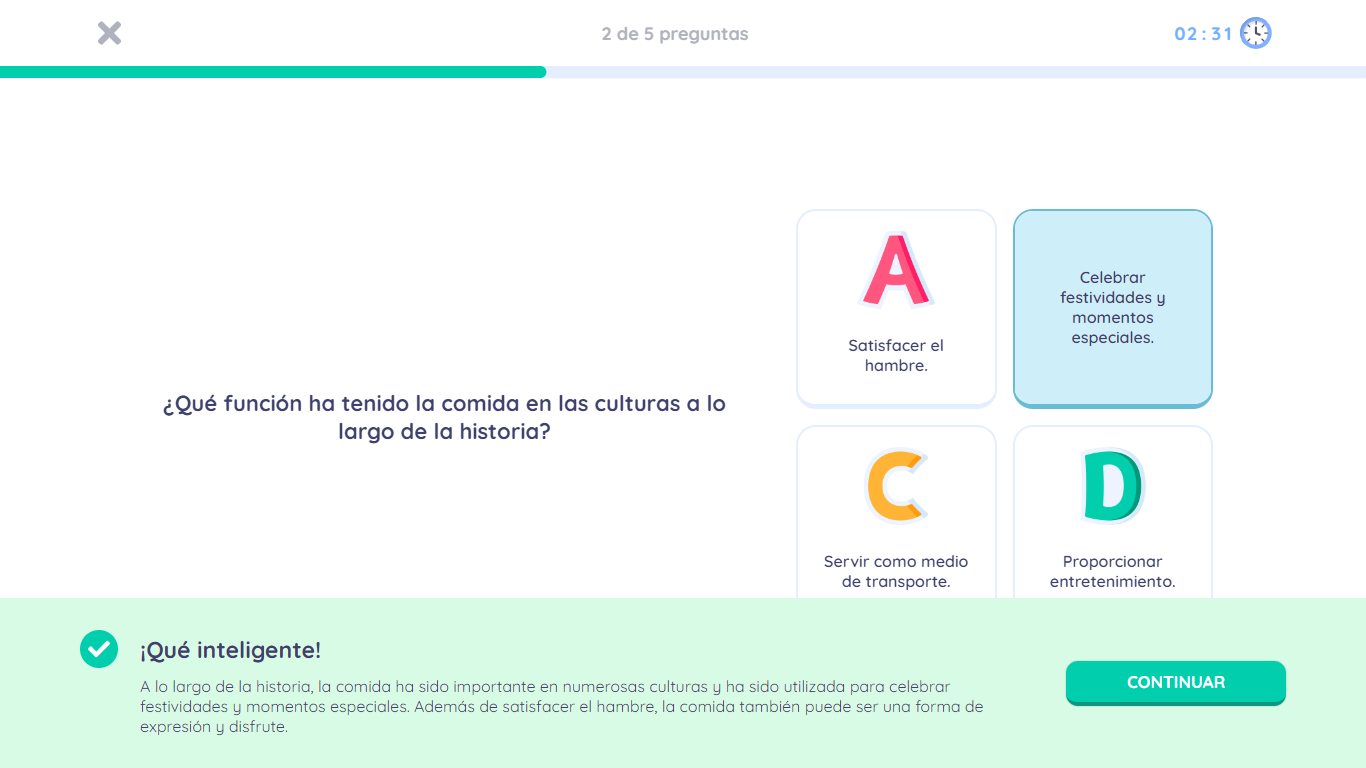 2 de 5 preguntas
02:31
¿Qué función ha tenido la comida en las culturas a lo
largo de la historia?
A
Satisfacer el
hambre.
Celebrar
festividades y
momentos
especiales.
C
Servir como medio
de transporte.
D
Proporcionar
entretenimiento.
¡Qué inteligente!
A lo largo de la historia, la comida ha sido importante en numerosas culturas y ha sido utilizada para celebrar
festividades y momentos especiales. Además de satisfacer el hambre, la comida también puede ser una forma de
expresión y disfrute.
CONTINUAR